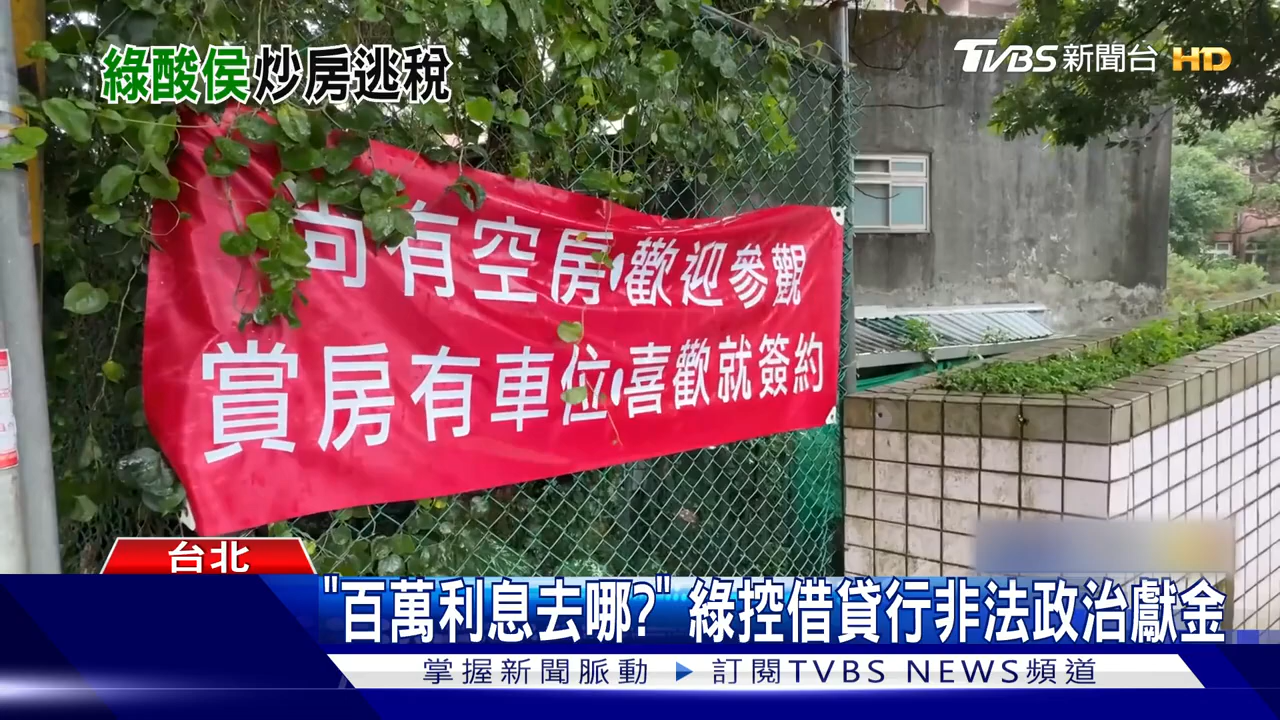 綠酸侯炒房逃稅
TVBS新聞台 HD
尚有空房,歡迎參觀
賞房有車位,喜歡就簽約
台北
"百萬利息去哪?" 綠控借貸行非法政治獻金
掌握新聞脈動 ▶ 訂閱TVBS NEWS頻道